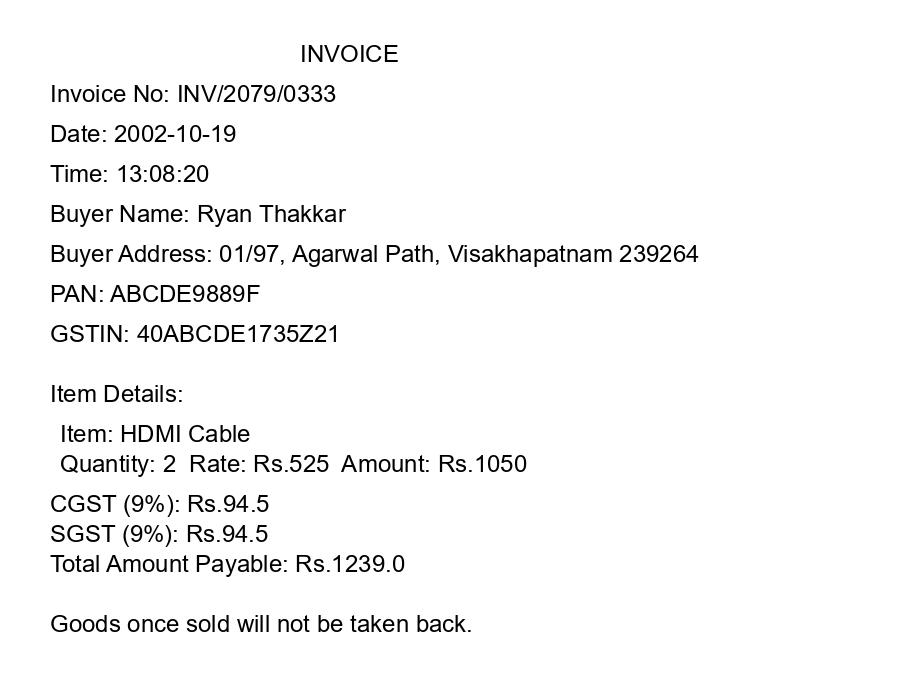 INVOICE
Invoice No: INV/2079/0333
Date: 2002-10-19
Time: 13:08:20
Buyer Name: Ryan Thakkar
Buyer Address: 01/97, Agarwal Path, Visakhapatnam 239264
PAN: ABCDE9889F
GSTIN: 40ABCDE1735Z21
Item Details:
Item: HDMI Cable
Quantity: 2  Rate: Rs.525  Amount: Rs.1050
CGST (9%): Rs.94.5
SGST (9%): Rs.94.5
Total Amount Payable: Rs.1239.0
Goods once sold will not be taken back.